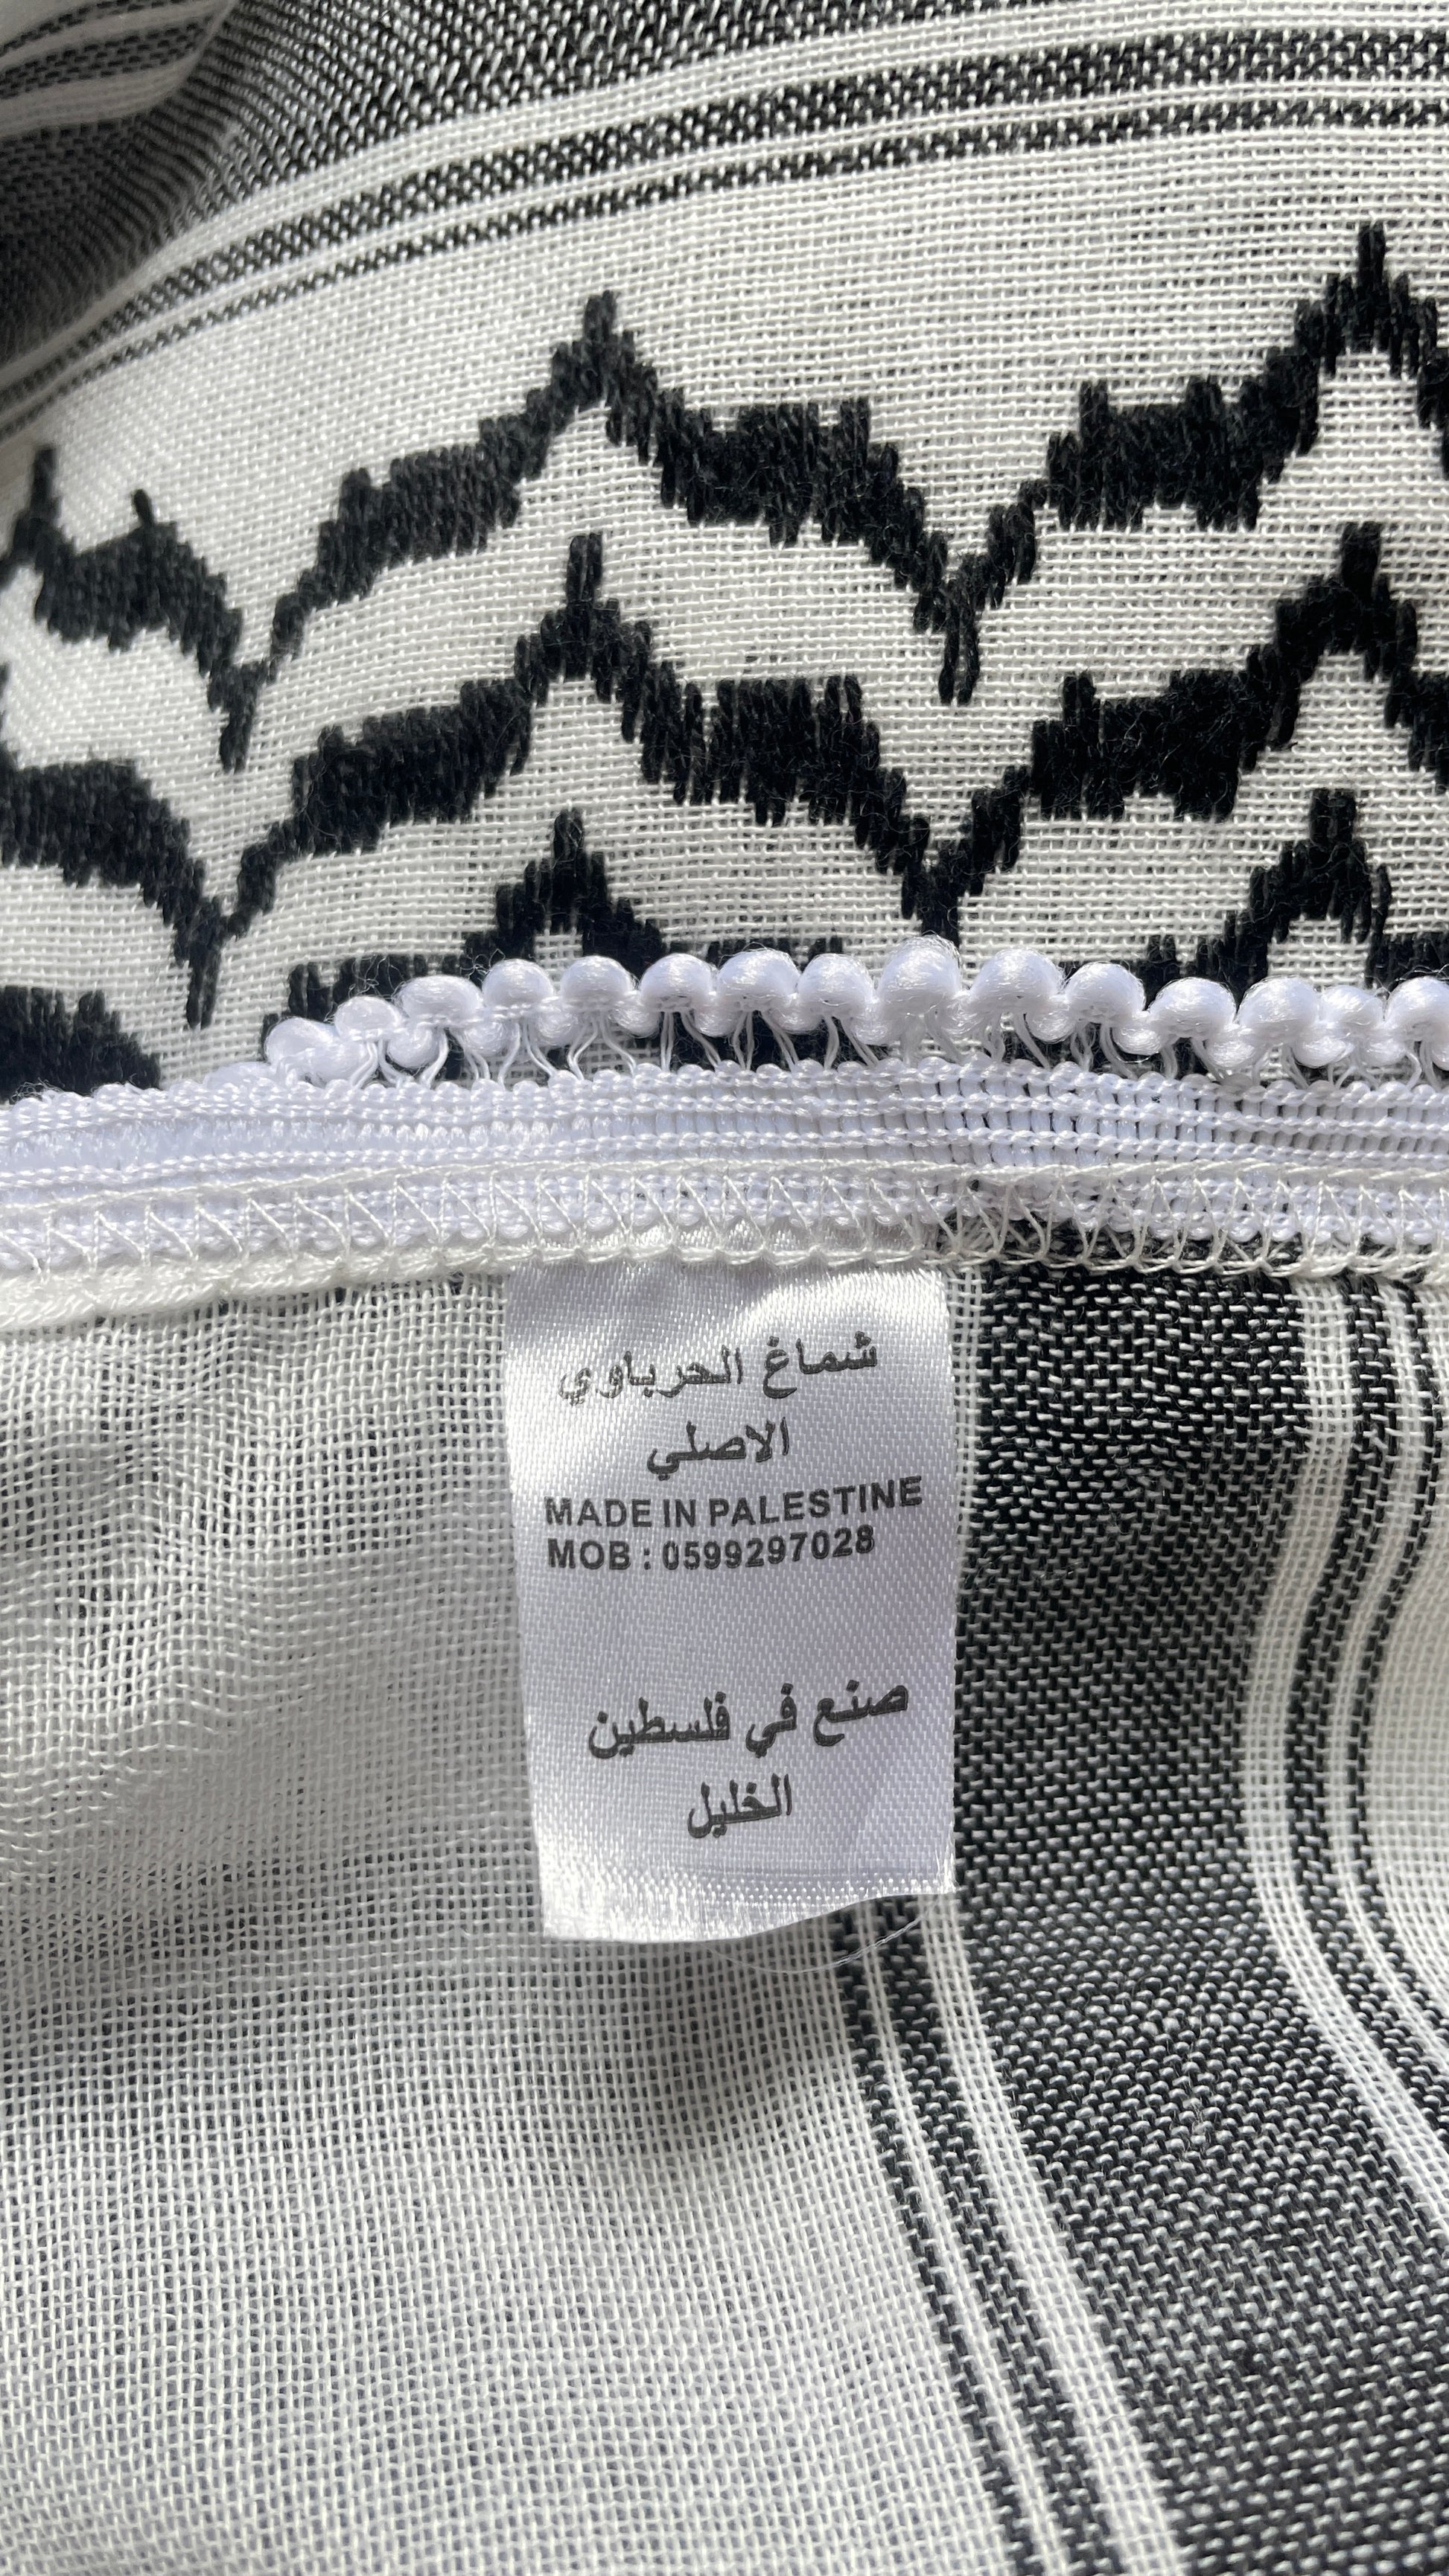 شماغ الحرباوي
الاصلي
MADE IN PALESTINE
MOB : 0599297028
صنع في فلسطين
الخليل